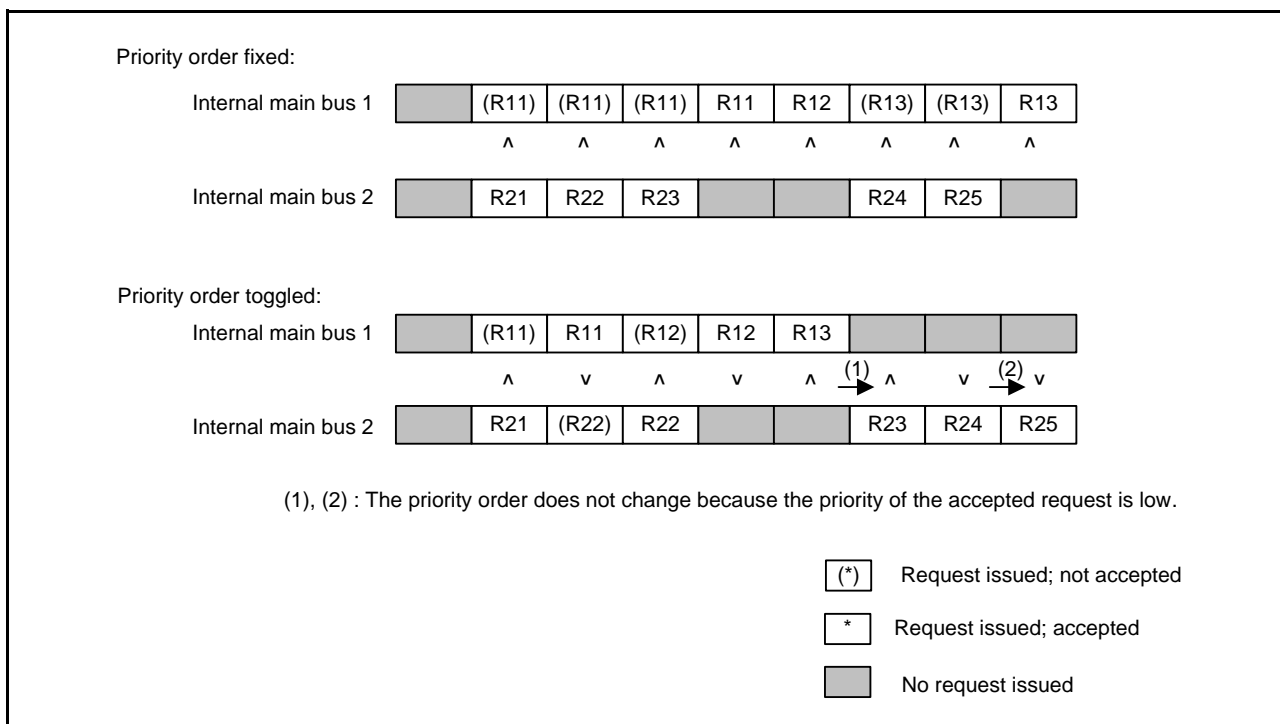 Priority order fixed:
Internal main bus 1 (R11) (R11) (R11) R11 R12 (R13) (R13) R13
^ ^ ^ ^ ^ ^ ^ ^
Internal main bus 2 R21 R22 R23 R24 R25
Priority order toggled:
Internal main bus 1 (R11) R11 (R12) R12 R13
^ v ^ v ^ (1) ^ v (2) v
Internal main bus 2 R21 (R22) R22 R23 R24 R25
(1), (2) : The priority order does not change because the priority of the accepted request is low.
(*) Request issued; not accepted
* Request issued; accepted
No request issued